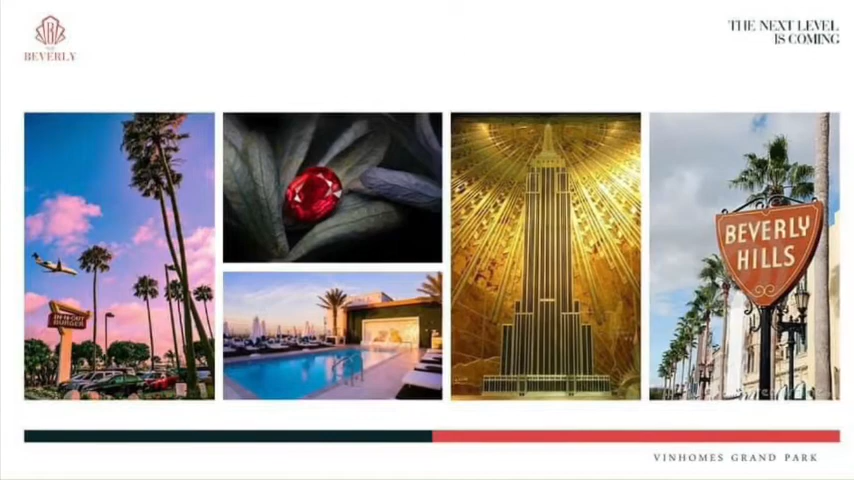 THE
BEVERLY
THE NEXT LEVEL
IS COMING
IN-N-OUT
BURGER
BEVERLY
HILLS
VINHOMES GRAND PARK